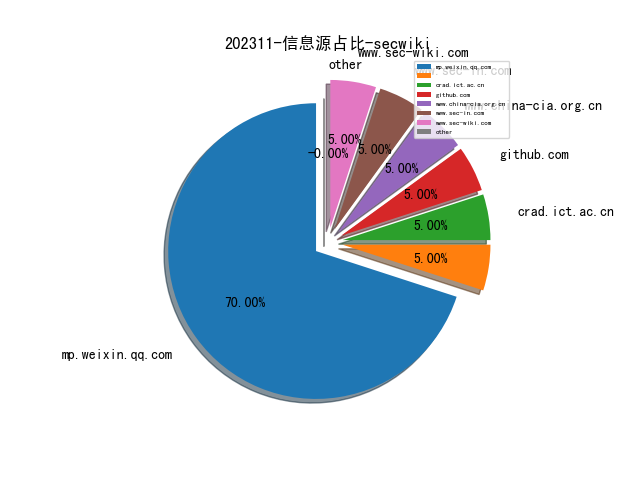 202311-信息源占比-secwiki
www.sec-wiki.com
other
www.sec-in.com
www.china-cia.org.cn
github.com
crad.ict.ac.cn
mp.weixin.qq.com
5.00%
-0.00%
5.00%
5.00%
5.00%
5.00%
5.00%
70.00%
mp.weixin.qq.com
crad.ict.ac.cn
github.com
www.china-cia.org.cn
www.sec-in.com
www.sec-wiki.com
other